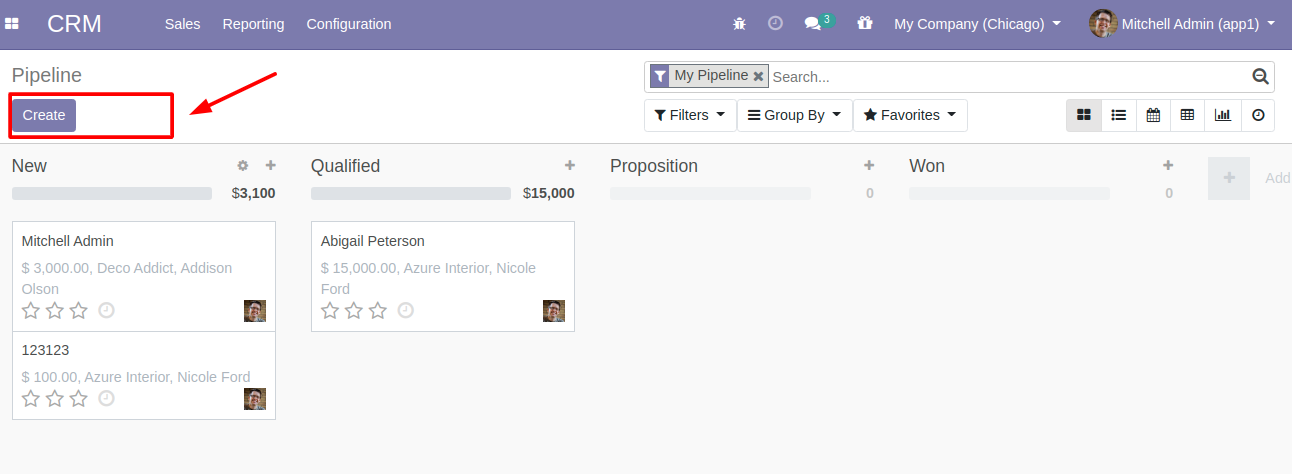 CRM Sales Reporting Configuration 3 My Company (Chicago) Mitchell Admin (app1)
Pipeline My Pipeline Search...
Create Filters Group By Favorites
New Qualified Proposition Won Add
$3,100 $15,000 0 0
Mitchell Admin
$ 3,000.00, Deco Addict, Addison
Olson
123123
$ 100.00, Azure Interior, Nicole Ford
Abigail Peterson
$ 15,000.00, Azure Interior, Nicole
Ford